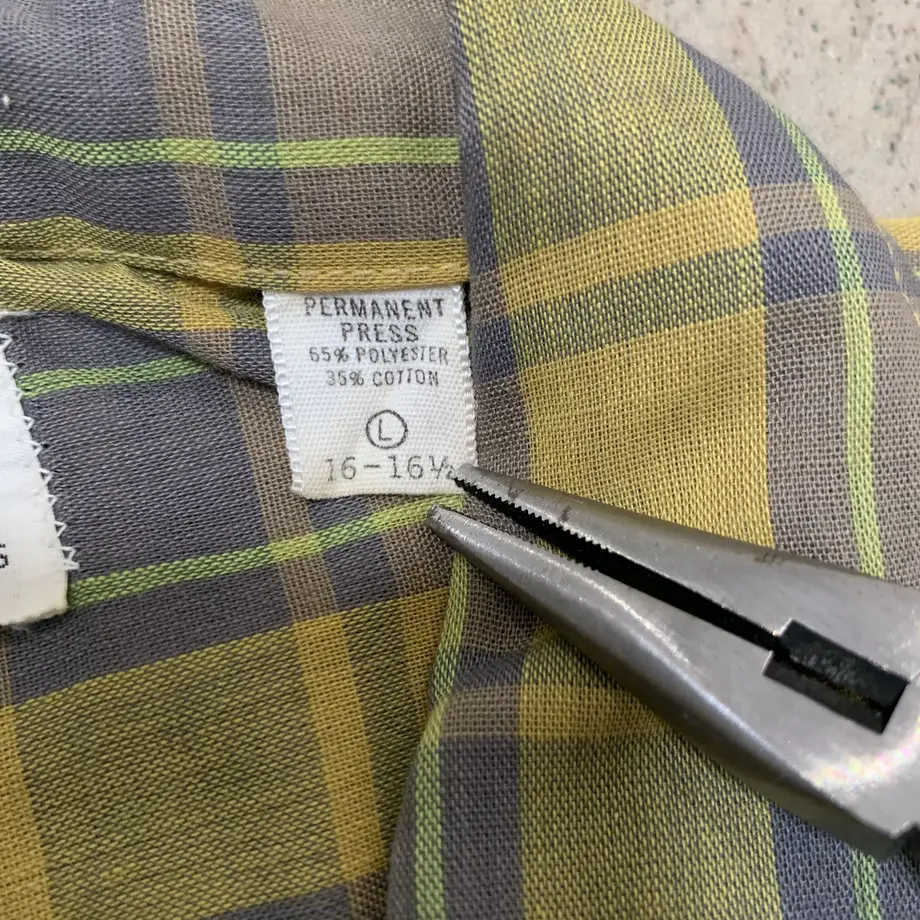 PERMANENT
PRESS
65% POLYESTER
35% COTTON
L
16-16½